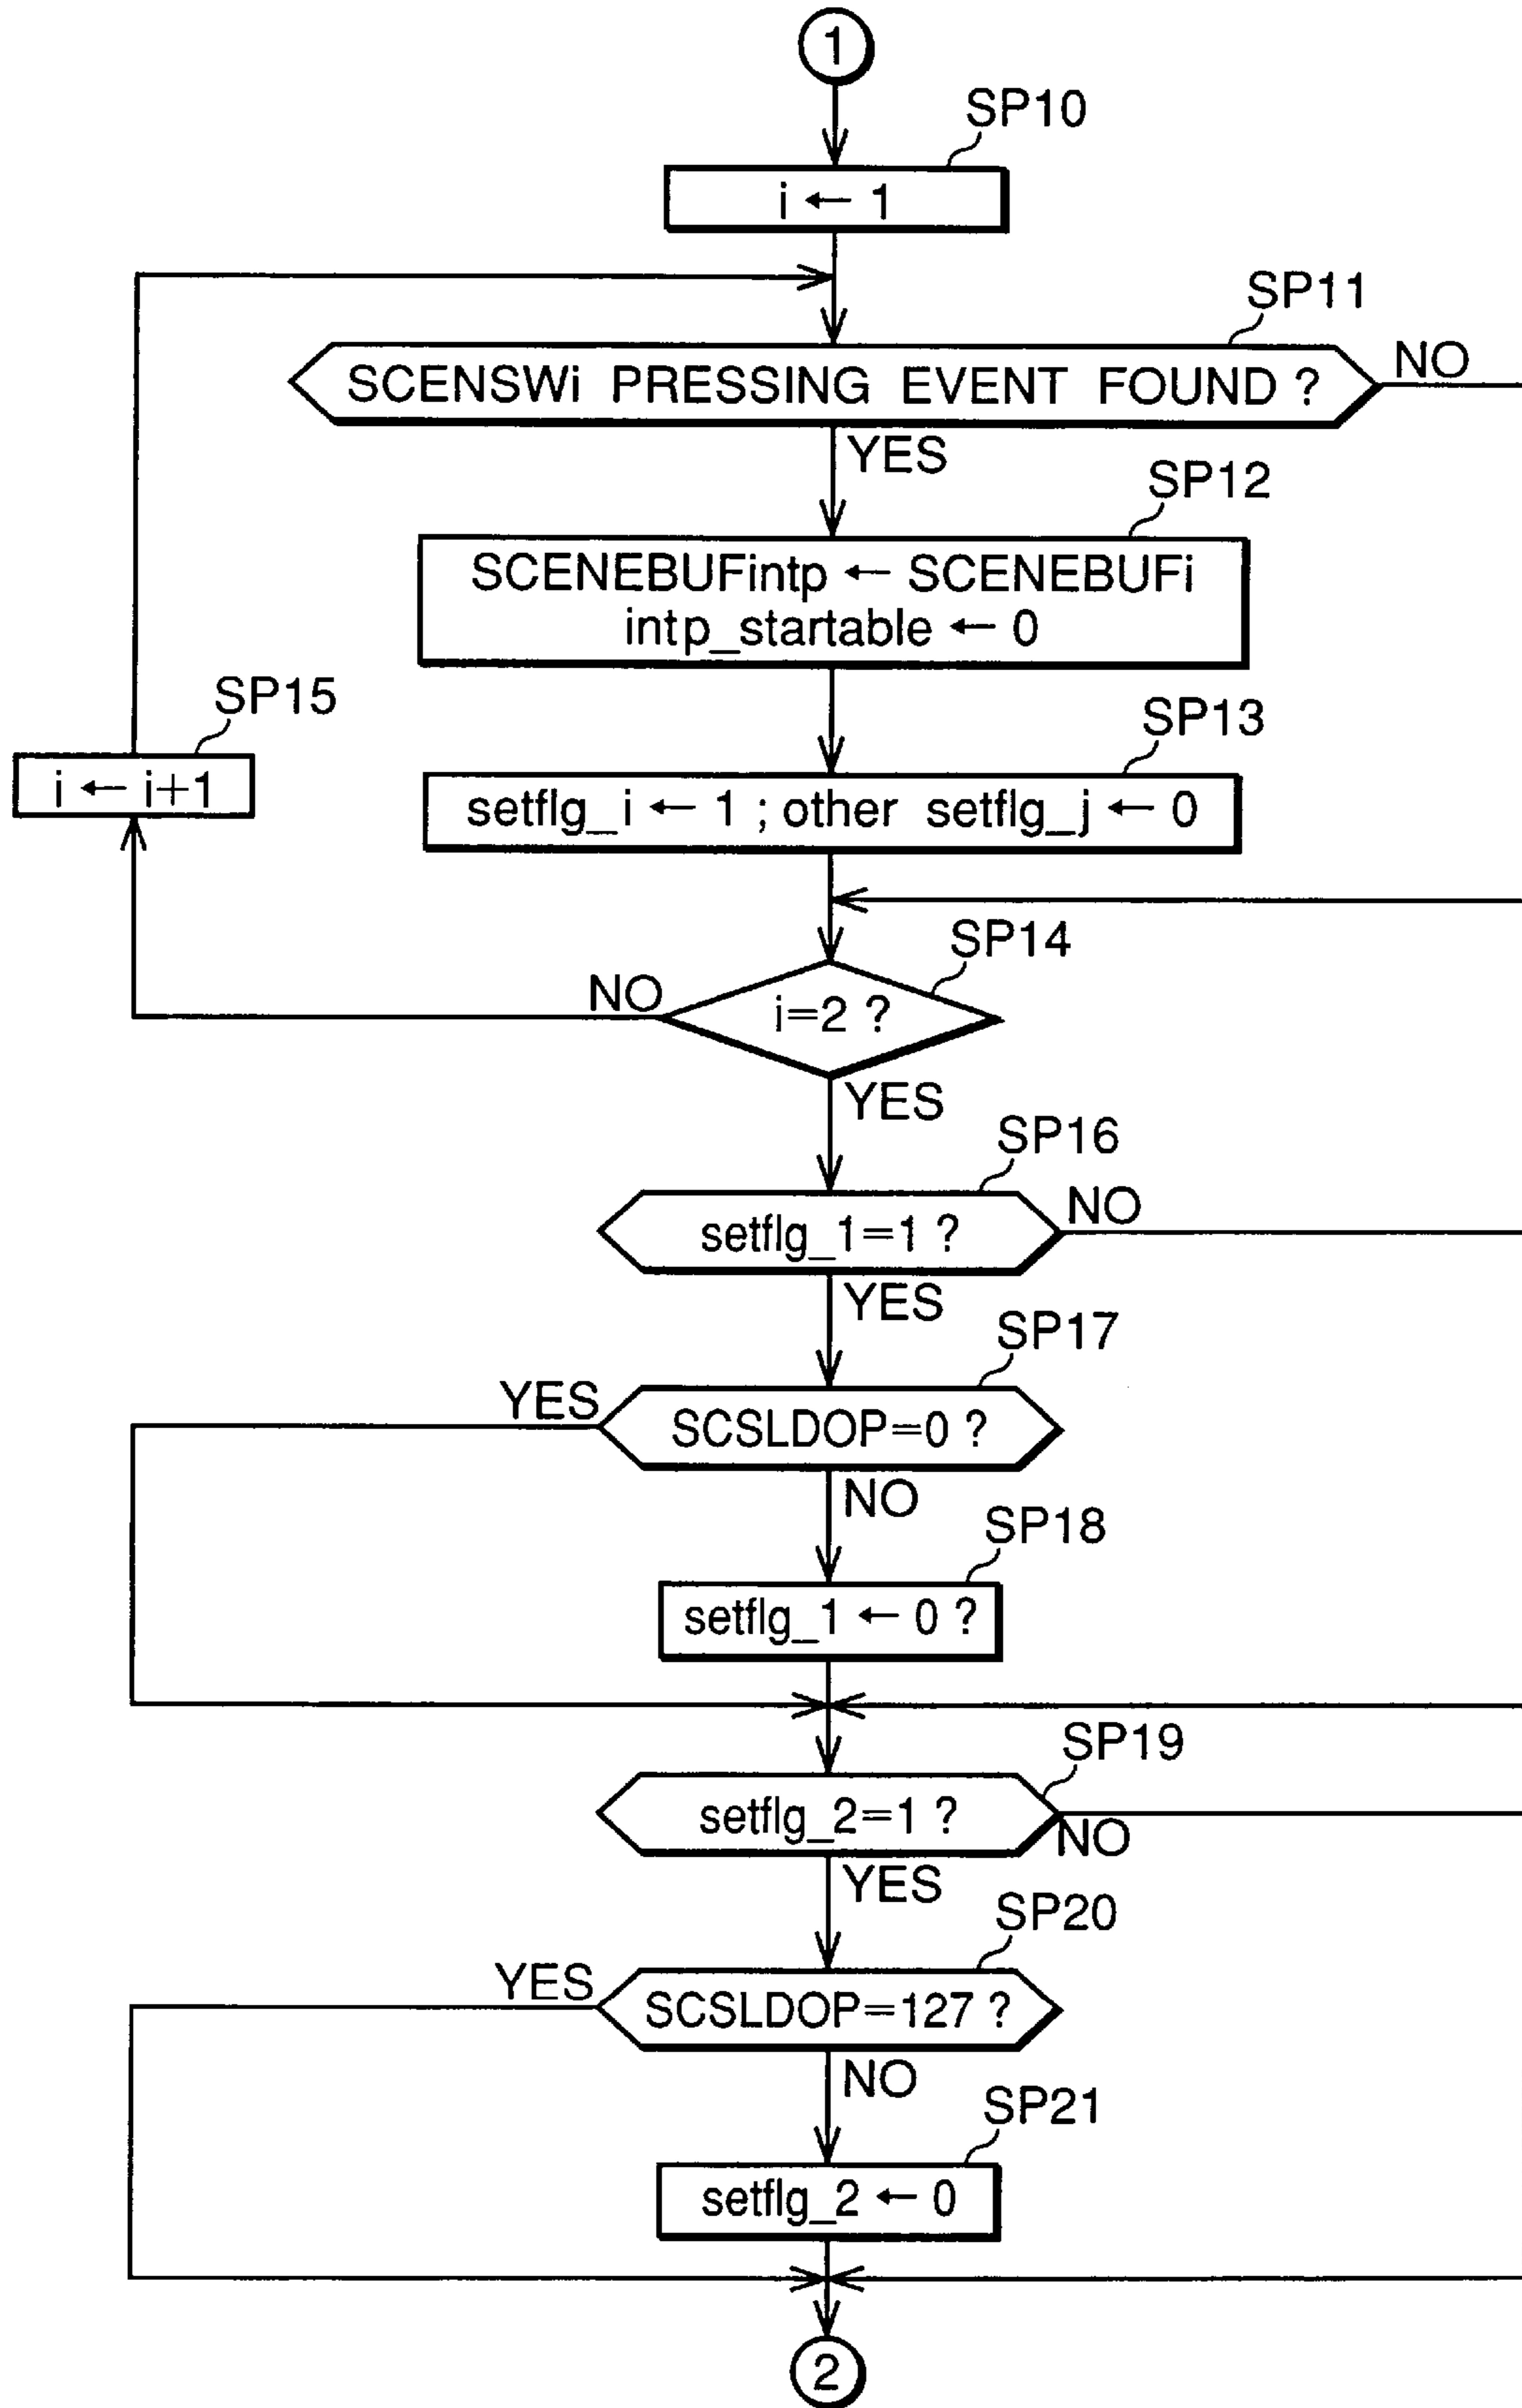 1
SP10
i ← 1
SP11
SCENSWi PRESSING EVENT FOUND ?
NO
YES
SP12
SCENEBUFintp ← SCENEBUFi
intp_startable ← 0
SP15
i ← i+1
SP13
setflg_i ← 1 ; other setflg_j ← 0
SP14
NO
i=2 ?
YES
SP16
setflg_1=1 ?
NO
YES
SP17
YES
SCSLDOP=0 ?
NO
SP18
setflg_1 ← 0 ?
SP19
setflg_2=1 ?
NO
YES
SP20
YES
SCSLDOP=127 ?
NO
SP21
setflg_2 ← 0
2